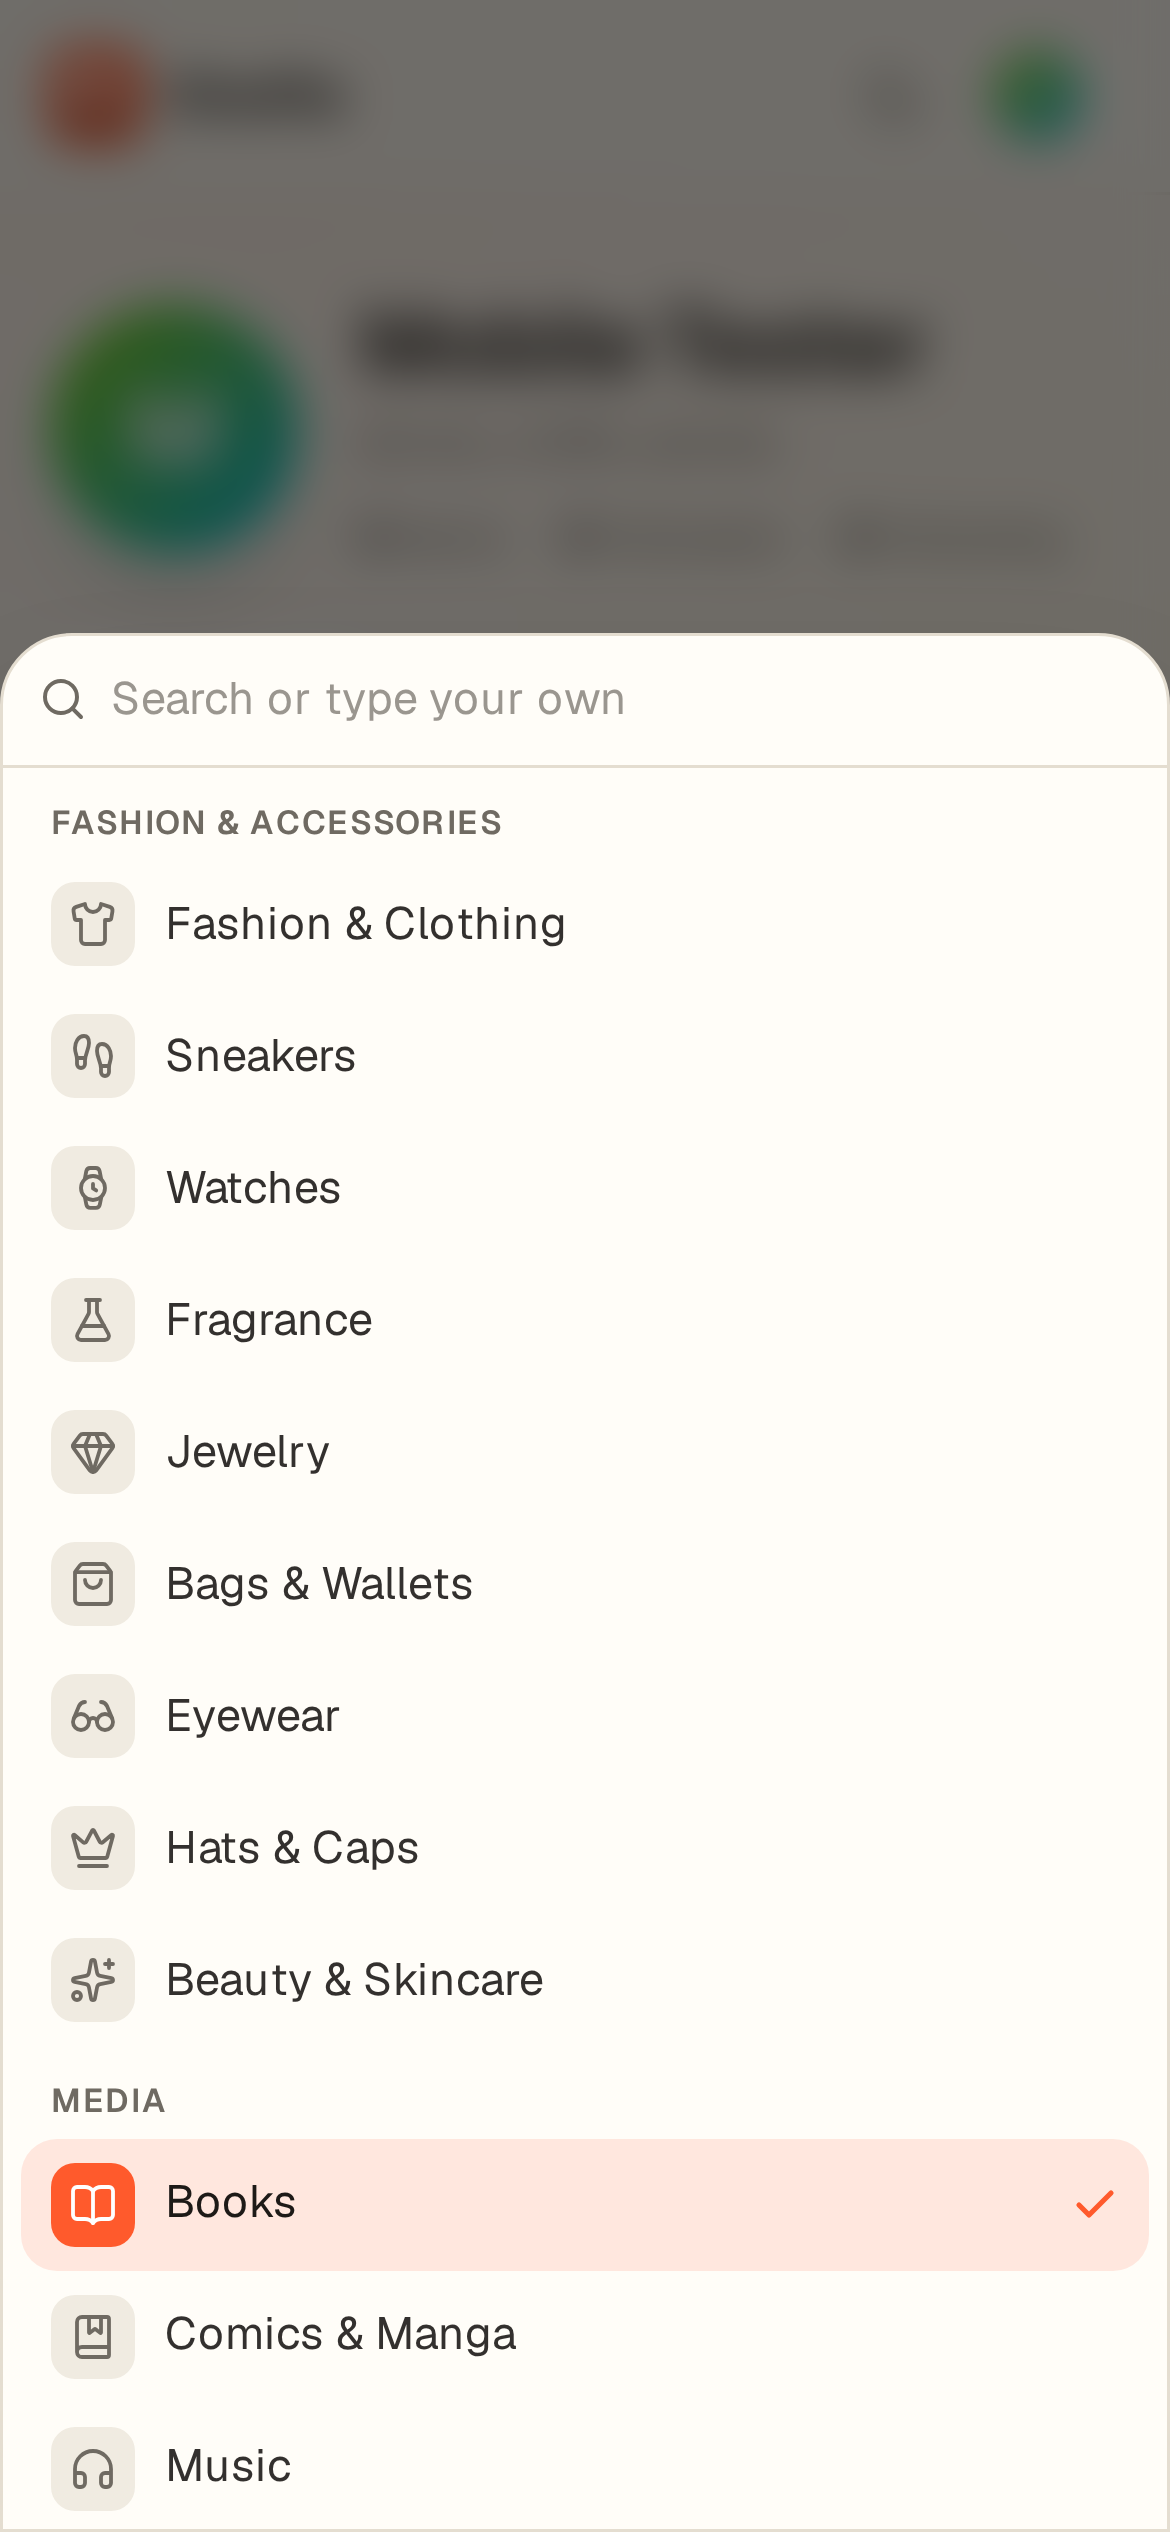 Search or type your own
FASHION & ACCESSORIES
Fashion & Clothing
Sneakers
Watches
Fragrance
Jewelry
Bags & Wallets
Eyewear
Hats & Caps
Beauty & Skincare
MEDIA
Books
Comics & Manga
Music